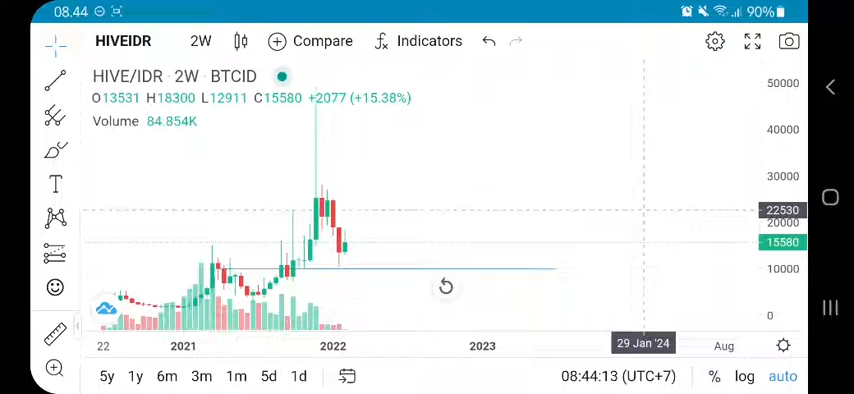 08.44 90%
HIVEIDR 2W Compare Indicators
HIVE/IDR · 2W · BTCID
O13531 H18300 L12911 C15580 +2077 (+15.38%)
Volume 84.854K
50000
40000
30000
22530
20000
15580
10000
0
22 2021 2022 2023 29 Jan '24 Aug
5y 1y 6m 3m 1m 5d 1d 08:44:13 (UTC+7) % log auto